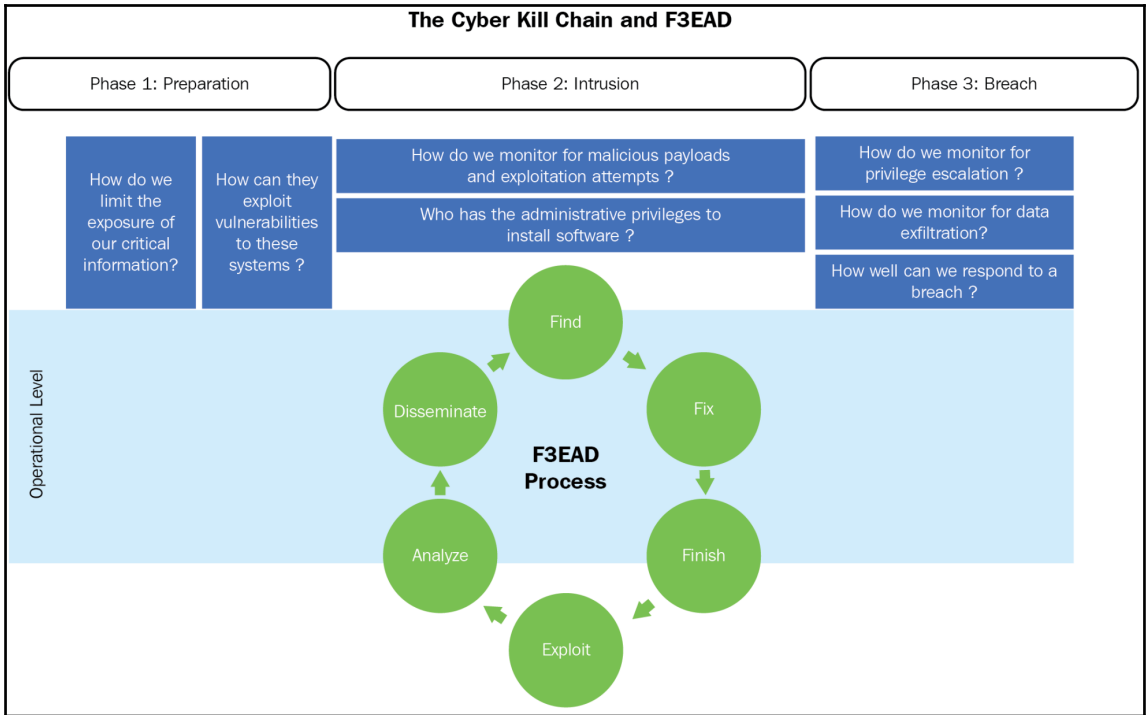 The Cyber Kill Chain and F3EAD
Phase 1: Preparation
Phase 2: Intrusion
Phase 3: Breach
How do we
limit the
exposure of
our critical
information?
How can they
exploit
vulnerabilities
to these
systems ?
How do we monitor for malicious payloads
and exploitation attempts ?
Who has the administrative privileges to
install software ?
How do we monitor for
privilege escalation ?
How do we monitor for data
exfiltration?
How well can we respond to a
breach ?
Operational Level
Find
Fix
Finish
Exploit
Analyze
Disseminate
F3EAD
Process